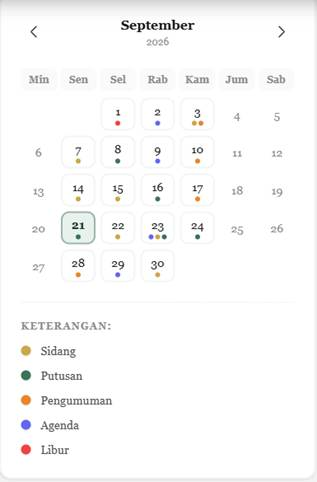 September
2026
Min Sen Sel Rab Kam Jum Sab
1 2 3 4 5
6 7 8 9 10 11 12
13 14 15 16 17 18 19
20 21 22 23 24 25 26
27 28 29 30
KETERANGAN:
Sidang
Putusan
Pengumuman
Agenda
Libur